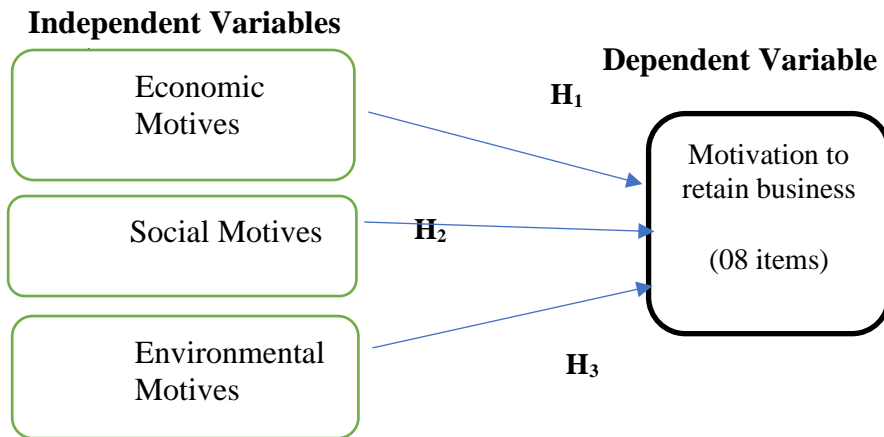 Independent Variables
Economic
Motives
Social Motives
Environmental
Motives
H₁
H₂
H₃
Dependent Variable
Motivation to
retain business
(08 items)